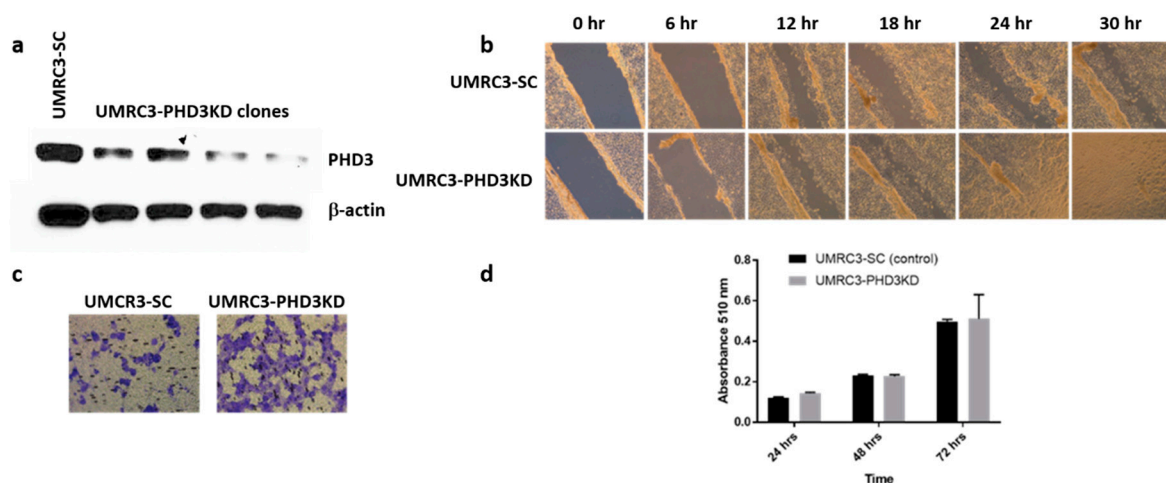 a
UMRC3-SC
UMRC3-PHD3KD clones
PHD3
β-actin
b
0 hr 6 hr 12 hr 18 hr 24 hr 30 hr
UMRC3-SC
UMRC3-PHD3KD
c
UMCR3-SC UMRC3-PHD3KD
d
UMRC3-SC (control)
UMRC3-PHD3KD
Absorbance 510 nm
0.8
0.6
0.4
0.2
0.0
24 hrs 48 hrs 72 hrs
Time